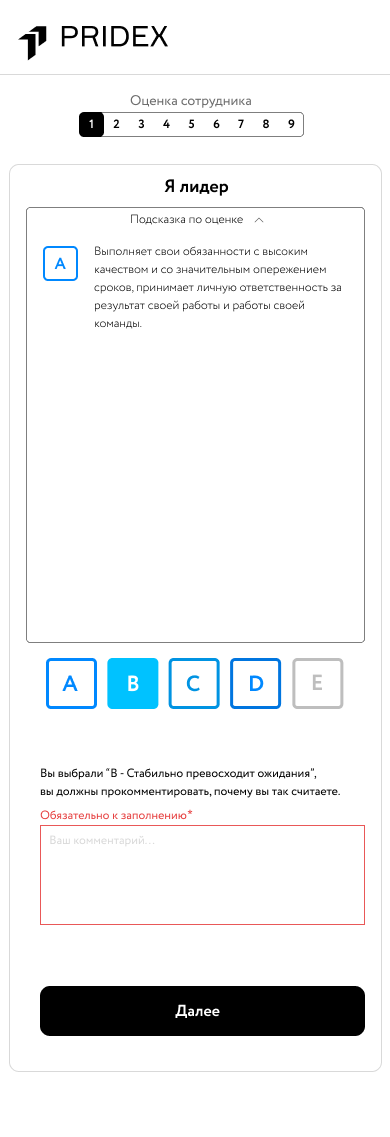 PRIDEX
Оценка сотрудника
1 2 3 4 5 6 7 8 9
Я лидер
Подсказка по оценке
A
Выполняет свои обязанности с высоким
качеством и со значительным опережением
сроков, принимает личную ответственность за
результат своей работы и работы своей
команды.
A B C D E
Вы выбрали “B - Стабильно превосходит ожидания”,
вы должны прокомментировать, почему вы так считаете.
Обязательно к заполнению*
Ваш комментарий...
Далее